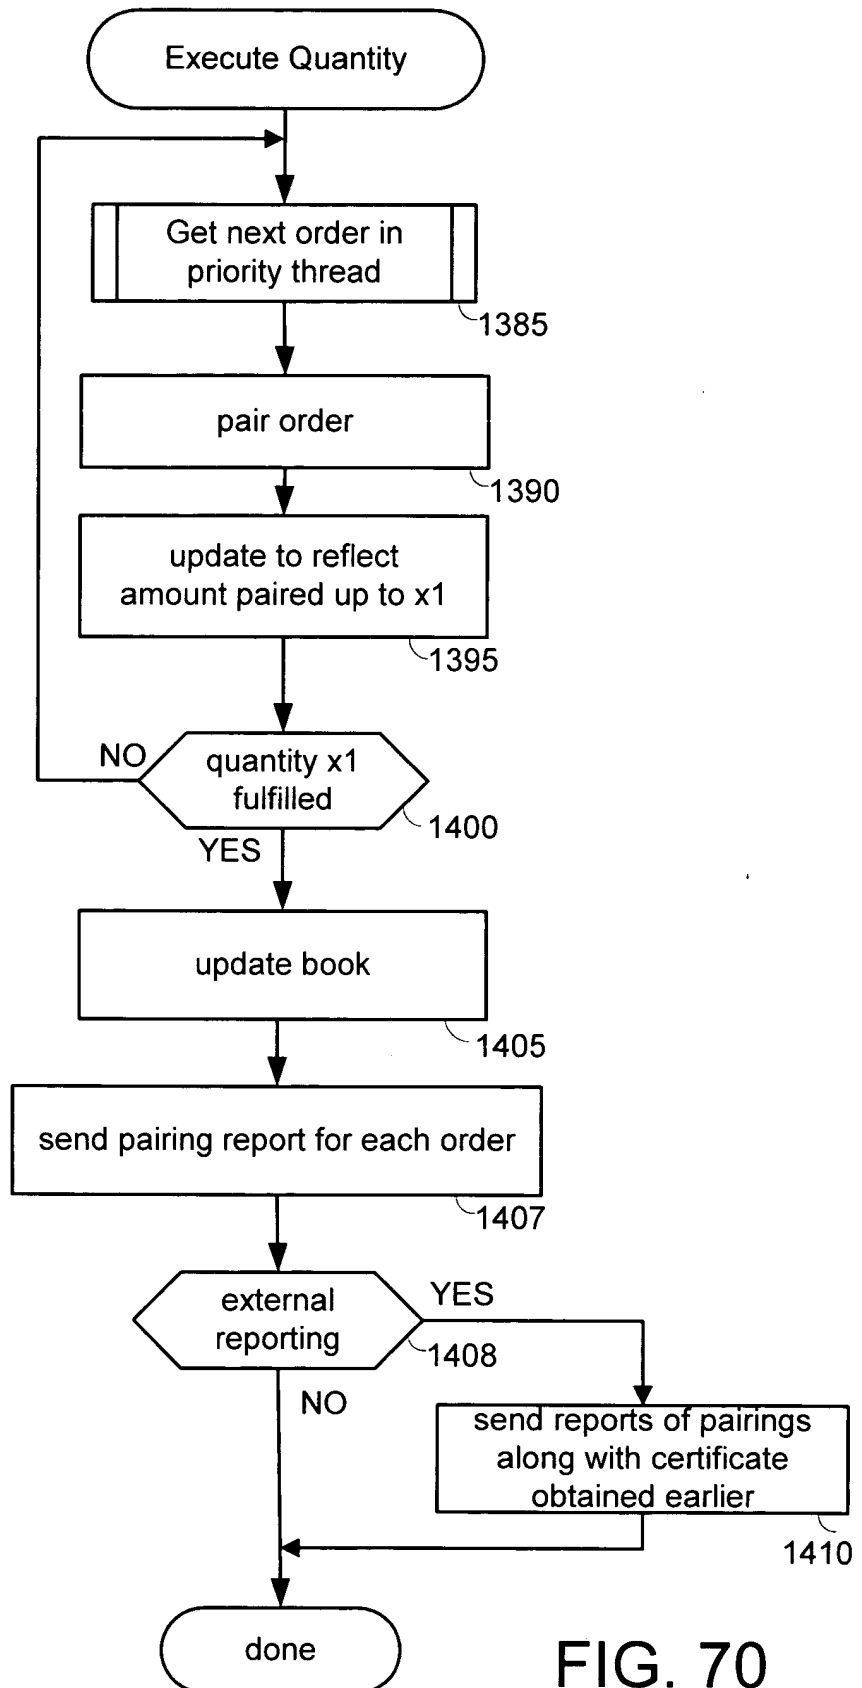 Execute Quantity
Get next order in
priority thread
1385
pair order
1390
update to reflect
amount paired up to x1
1395
NO
quantity x1
fulfilled
1400
YES
update book
1405
send pairing report for each order
1407
external
reporting
YES
1408
NO
send reports of pairings
along with certificate
obtained earlier
1410
done
FIG. 70